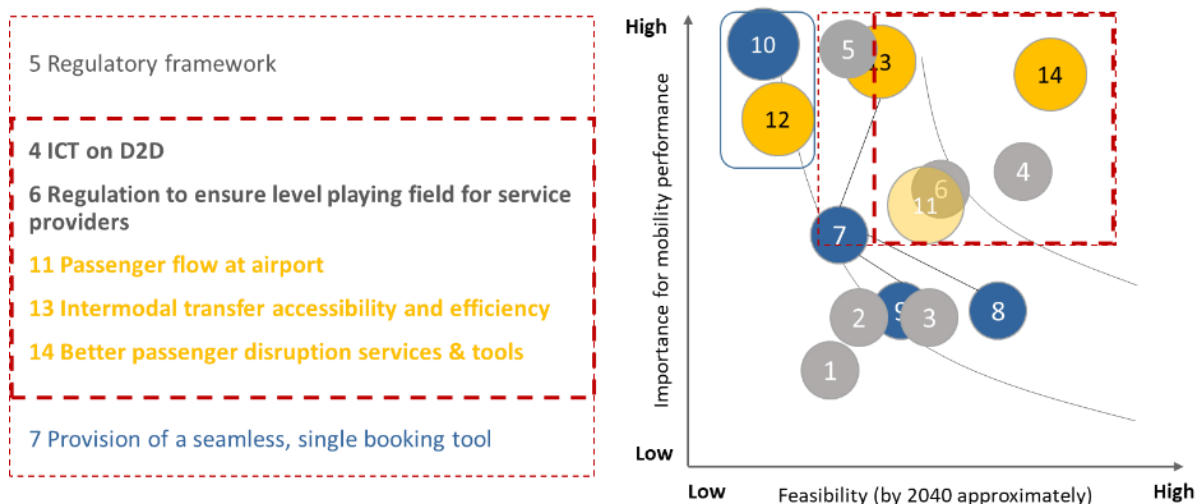 5 Regulatory framework
4 ICT on D2D
6 Regulation to ensure level playing field for service
providers
11 Passenger flow at airport
13 Intermodal transfer accessibility and efficiency
14 Better passenger disruption services & tools
7 Provision of a seamless, single booking tool
High
Importance for mobility performance
Low
10
5
13
14
12
4
6
11
7
2
9
3
8
1
Low
Feasibility (by 2040 approximately)
High